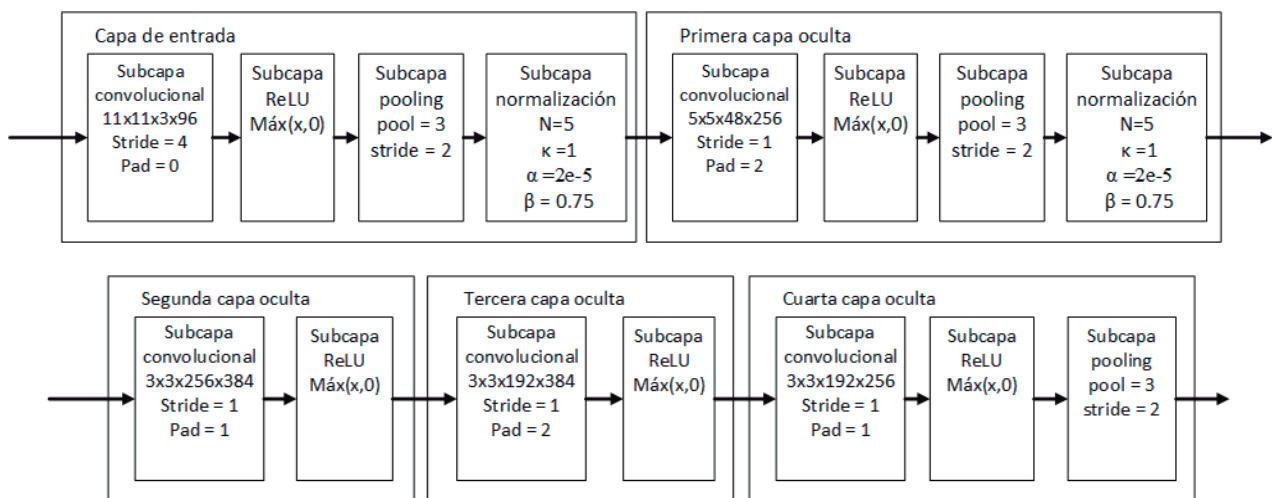 Capa de entrada
Subcapa
convolucional
11x11x3x96
Stride = 4
Pad = 0
Subcapa
ReLU
Máx(x,0)
Subcapa
pooling
pool = 3
stride = 2
Subcapa
normalización
N=5
κ =1
α =2e-5
β = 0.75
Primera capa oculta
Subcapa
convolucional
5x5x48x256
Stride = 1
Pad = 2
Subcapa
ReLU
Máx(x,0)
Subcapa
pooling
pool = 3
stride = 2
Subcapa
normalización
N=5
κ =1
α =2e-5
β = 0.75
Segunda capa oculta
Subcapa
convolucional
3x3x256x384
Stride = 1
Pad = 1
Subcapa
ReLU
Máx(x,0)
Tercera capa oculta
Subcapa
convolucional
3x3x192x384
Stride = 1
Pad = 2
Subcapa
ReLU
Máx(x,0)
Cuarta capa oculta
Subcapa
convolucional
3x3x192x256
Stride = 1
Pad = 1
Subcapa
ReLU
Máx(x,0)
Subcapa
pooling
pool = 3
stride = 2